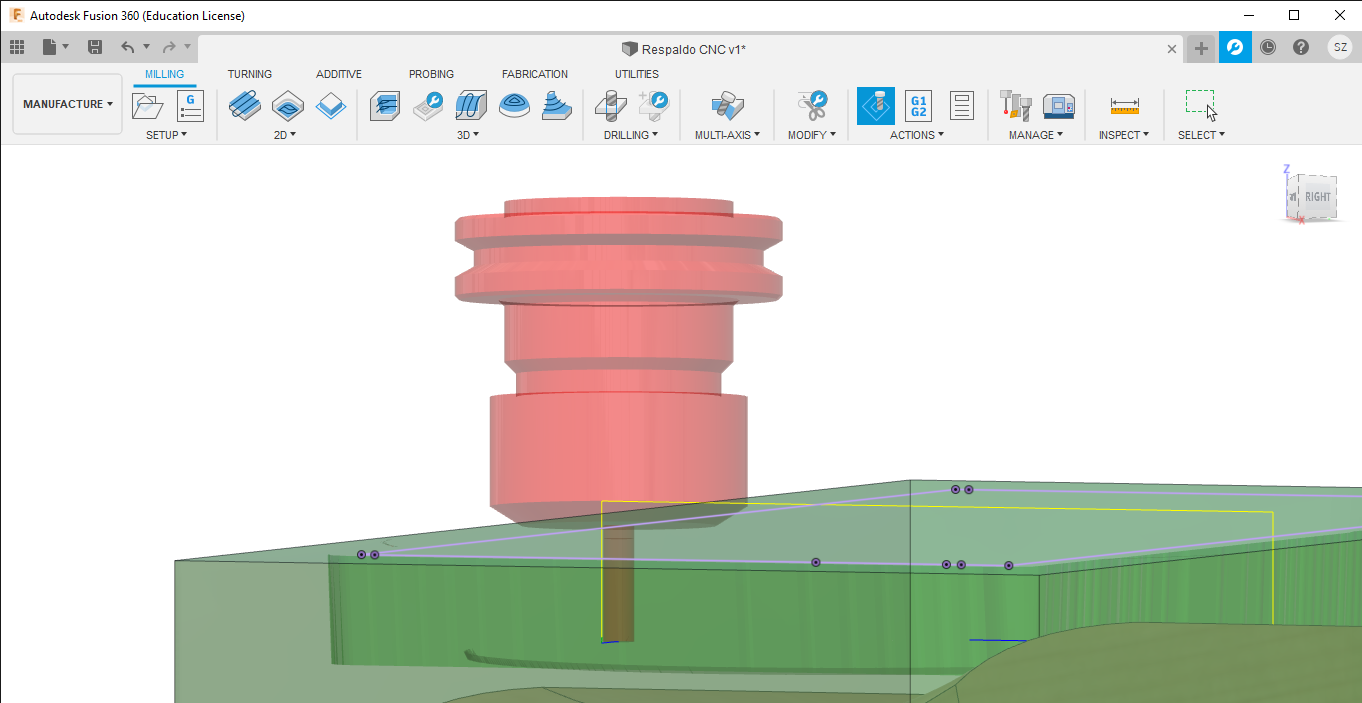 Autodesk Fusion 360 (Education License)
Respaldo CNC v1*
SZ
MILLING TURNING ADDITIVE PROBING FABRICATION UTILITIES
MANUFACTURE
G
G1
G2
SETUP 2D 3D DRILLING MULTI-AXIS MODIFY ACTIONS MANAGE INSPECT SELECT
Z
RIGHT
X